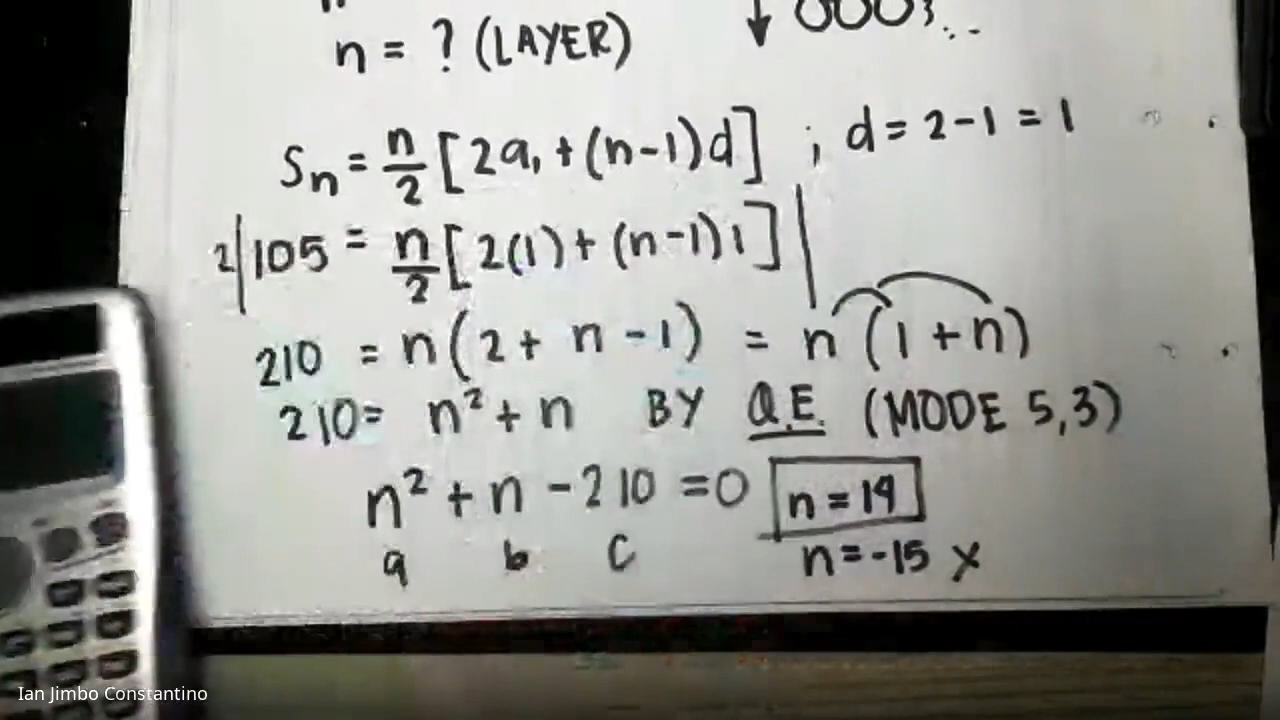 n = ? (LAYER)
Sn = n/2 [2a₁ + (n-1)d] ; d = 2-1 = 1
2 | 105 = n/2 [2(1) + (n-1)1] |
210 = n(2 + n - 1) = n(1 + n)
210 = n² + n BY Q.E. (MODE 5,3)
n² + n - 210 = 0 n = 14
a b c n = -15 x
Ian Jimbo Constantino